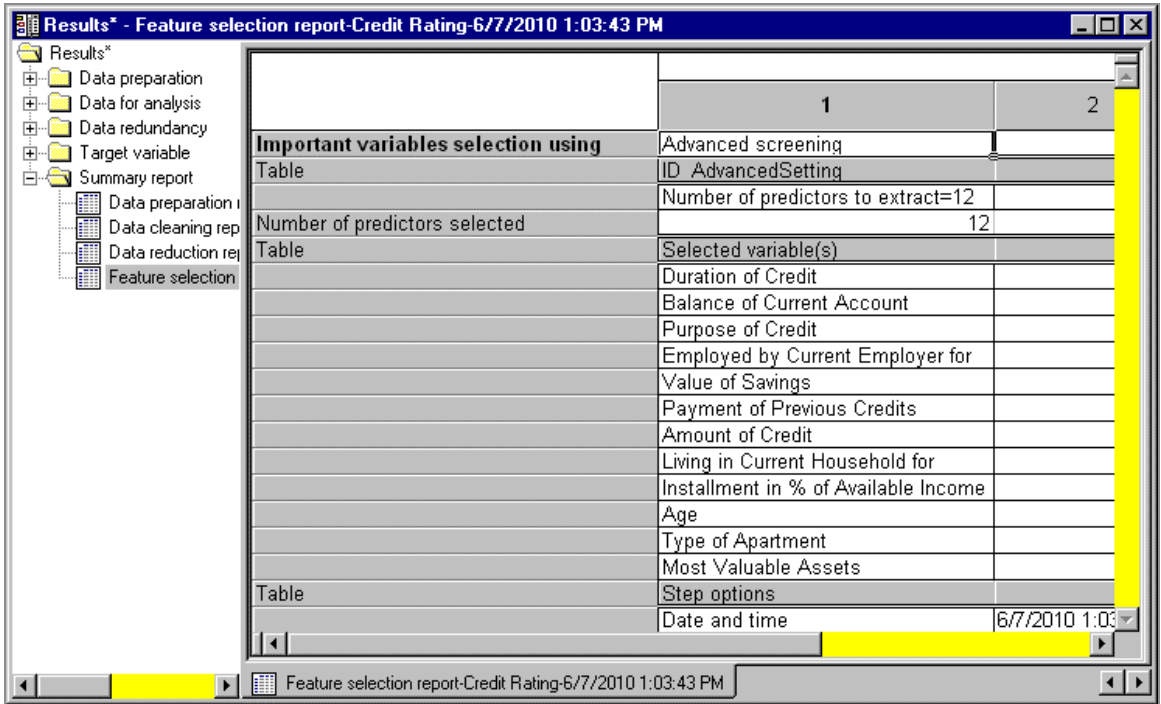 Results* - Feature selection report-Credit Rating-6/7/2010 1:03:43 PM
Results*
Data preparation
Data for analysis
Data redundancy
Target variable
Summary report
Data preparation
Data cleaning rep
Data reduction rep
Feature selection
1 2
Important variables selection using Advanced screening
Table ID_AdvancedSetting
Number of predictors to extract=12
Number of predictors selected 12
Table Selected variable(s)
Duration of Credit
Balance of Current Account
Purpose of Credit
Employed by Current Employer for
Value of Savings
Payment of Previous Credits
Amount of Credit
Living in Current Household for
Installment in % of Available Income
Age
Type of Apartment
Most Valuable Assets
Table Step options
Date and time 6/7/2010 1:03
Feature selection report-Credit Rating-6/7/2010 1:03:43 PM